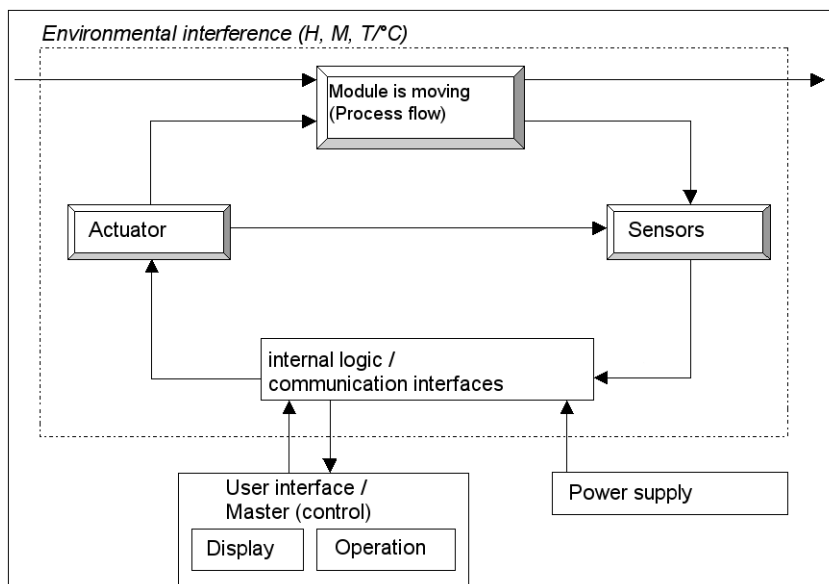 Environmental interference (H, M, T/°C)
Module is moving
(Process flow)
Actuator
Sensors
internal logic /
communication interfaces
User interface /
Master (control)
Display
Operation
Power supply